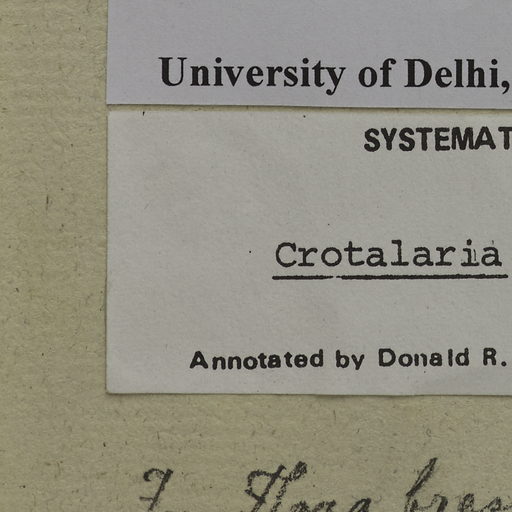 University of Delhi,
SYSTEMAT
Crotalaria
Annotated by Donald R.